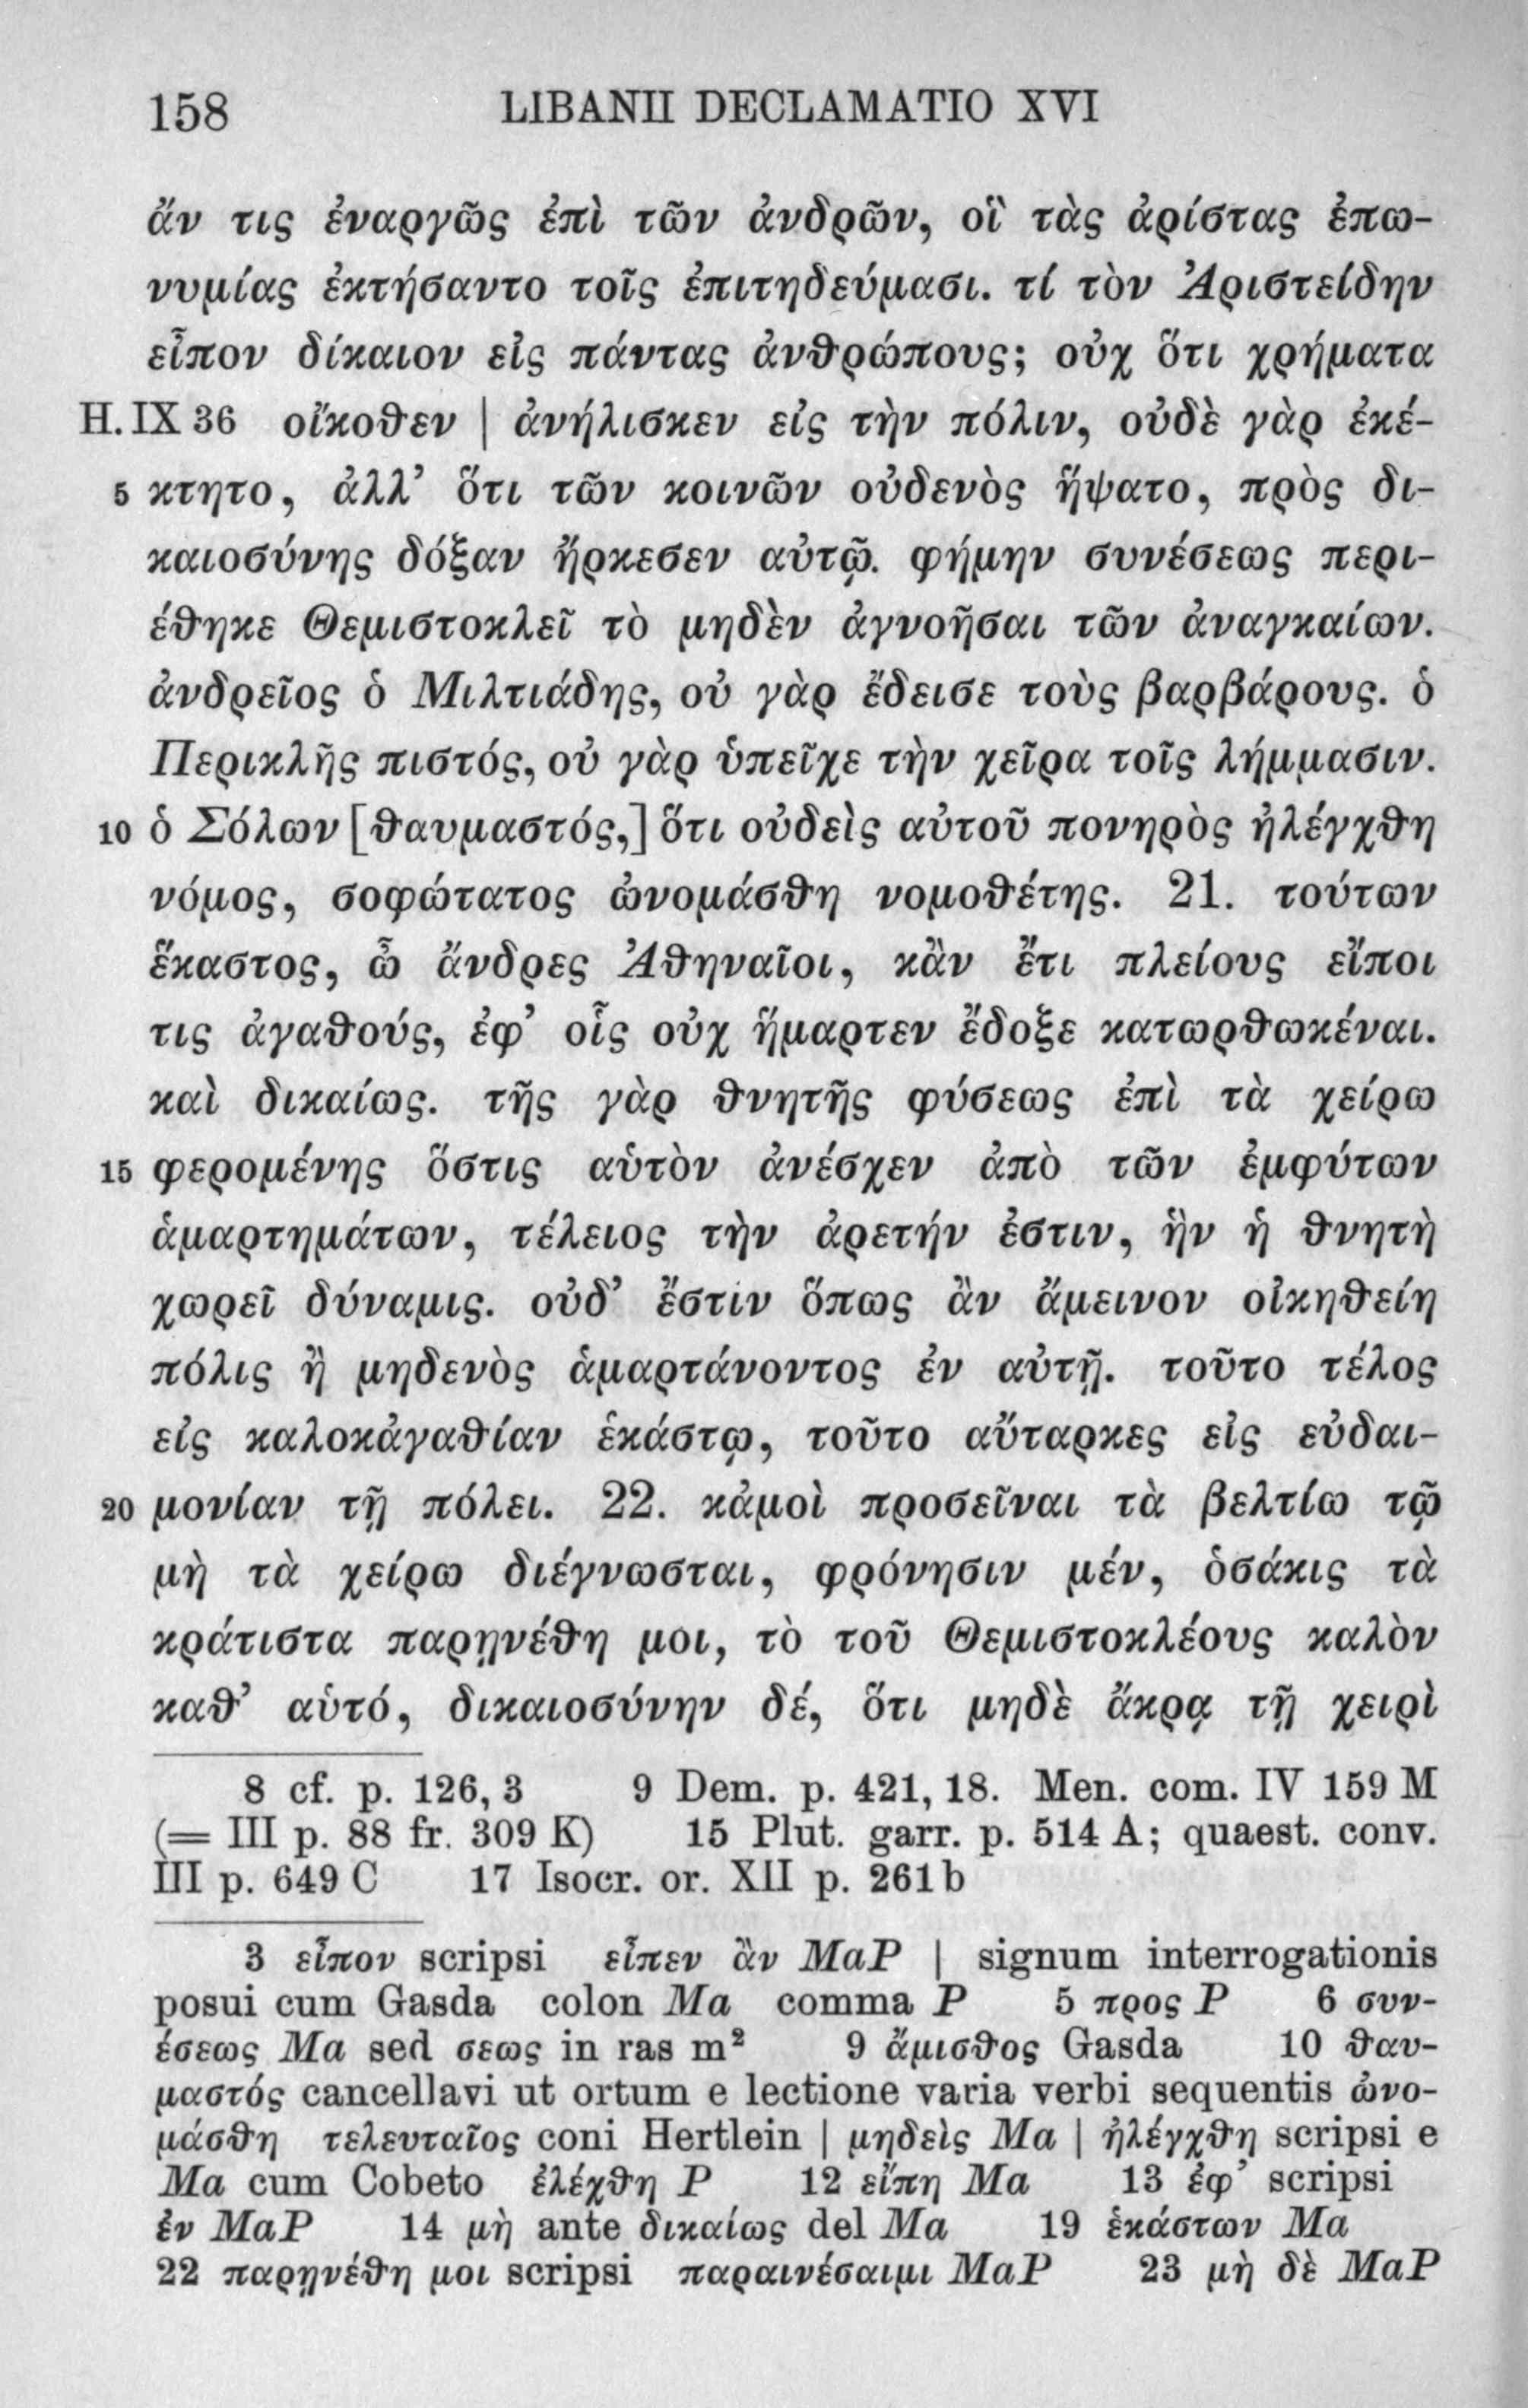 158 LIBANII DECLAMATIO XVI
ἄν τις ἐναργῶς ἐπὶ τῶν ἀνδρῶν, οἳ τὰς ἀρίστας ἐπω-
νυμίας ἐκτήσαντο τοῖς ἐπιτηδεύμασι. τί τὸν Ἀριστείδην
εἶπον δίκαιον εἰς πάντας ἀνθρώπους; οὐχ ὅτι χρήματα
H. IX 36 οἴκοθεν | ἀνήλισκεν εἰς τὴν πόλιν, οὐδὲ γὰρ ἐκέ-
5 κτητο, ἀλλ’ ὅτι τῶν κοινῶν οὐδενὸς ἥψατο, πρὸς δι-
καιοσύνης δόξαν ἤρκεσεν αὐτῷ. φήμην συνέσεως περι-
έθηκε Θεμιστοκλεῖ τὸ μηδὲν ἀγνοῆσαι τῶν ἀναγκαίων.
ἀνδρεῖος ὁ Μιλτιάδης, οὐ γὰρ ἔδεισε τοὺς βαρβάρους. ὁ
Περικλῆς πιστός, οὐ γὰρ ὑπεῖχε τὴν χεῖρα τοῖς λήμμασιν.
10 ὁ Σόλων [θαυμαστός,] ὅτι οὐδεὶς αὐτοῦ πονηρὸς ἠλέγχθη
νόμος, σοφώτατος ὠνομάσθη νομοθέτης. 21. τούτων
ἕκαστος, ὦ ἄνδρες Ἀθηναῖοι, κἂν ἔτι πλείους εἴποι
τις ἀγαθούς, ἐφ’ οἷς οὐχ ἥμαρτεν ἔδοξε κατωρθωκέναι.
καὶ δικαίως. τῆς γὰρ θνητῆς φύσεως ἐπὶ τὰ χείρω
15 φερομένης ὅστις αὑτὸν ἀνέσχεν ἀπὸ τῶν ἐμφύτων
ἁμαρτημάτων, τέλειος τὴν ἀρετήν ἐστιν, ἣν ἡ θνητὴ
χωρεῖ δύναμις. οὐδ’ ἔστιν ὅπως ἂν ἄμεινον οἰκηθείη
πόλις ἢ μηδενὸς ἁμαρτάνοντος ἐν αὐτῇ. τοῦτο τέλος
εἰς καλοκἀγαθίαν ἑκάστῳ, τοῦτο αὔταρκες εἰς εὐδαι-
20 μονίαν τῇ πόλει. 22. κἀμοὶ προσεῖναι τὰ βελτίω τῷ
μὴ τὰ χείρω διέγνωσται, φρόνησιν μέν, ὁσάκις τὰ
κράτιστα παρῃνέθη μοι, τὸ τοῦ Θεμιστοκλέους καλὸν
καθ’ αὑτό, δικαιοσύνην δέ, ὅτι μηδὲ ἄκρᾳ τῇ χειρὶ
8 cf. p. 126, 3 9 Dem. p. 421, 18. Men. com. IV 159 M
(= III p. 88 fr. 309 K) 15 Plut. garr. p. 514 A; quaest. conv.
III p. 649 C 17 Isocr. or. XII p. 261 b
3 εἶπον scripsi εἶπεν ἂν MaP | signum interrogationis
posui cum Gasda colon Ma comma P 5 προς P 6 συν-
έσεως Ma sed σεως in ras m² 9 ἄμισθος Gasda 10 θαυ-
μαστός cancellavi ut ortum e lectione varia verbi sequentis ὠνο-
μάσθη τελευταῖος coni Hertlein | μηδεὶς Ma | ἠλέγχθη scripsi e
Ma cum Cobeto ἐλέχθη P 12 εἴπη Ma 13 ἐφ’ scripsi
ἐν MaP 14 μὴ ante δικαίως del Ma 19 ἑκάστων Ma
22 παρῃνέθη μοι scripsi παραινέσαιμι MaP 23 μὴ δὲ MaP